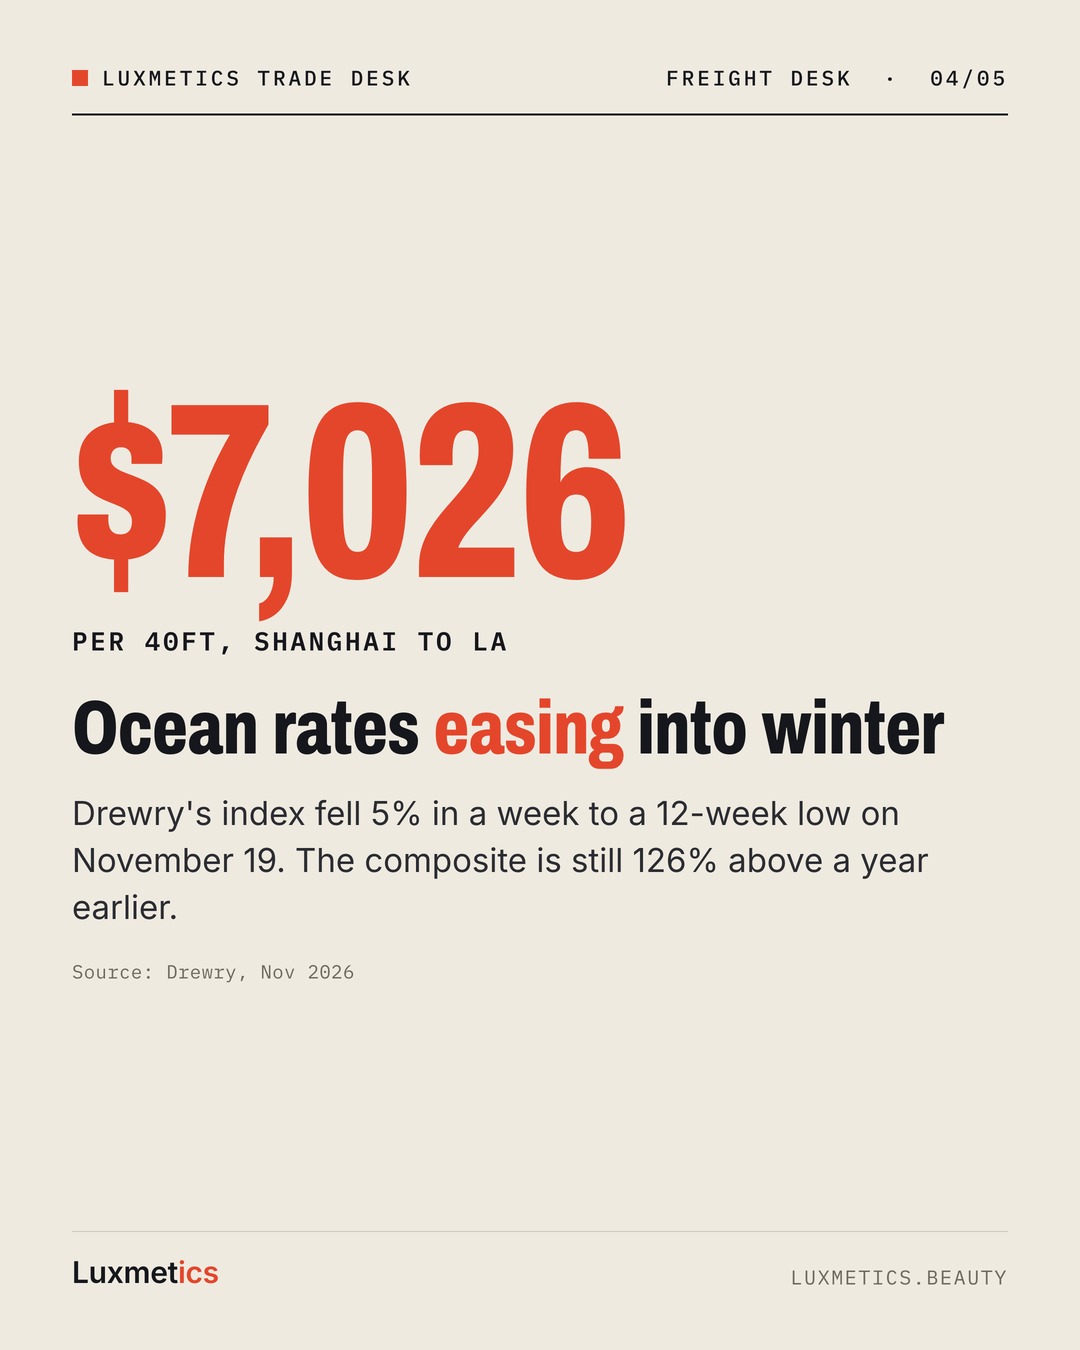 LUXMETICS TRADE DESK
FREIGHT DESK · 04/05
$7,026
PER 40FT, SHANGHAI TO LA
Ocean rates easing into winter
Drewry's index fell 5% in a week to a 12-week low on
November 19. The composite is still 126% above a year
earlier.
Source: Drewry, Nov 2026
Luxmetics
LUXMETICS.BEAUTY